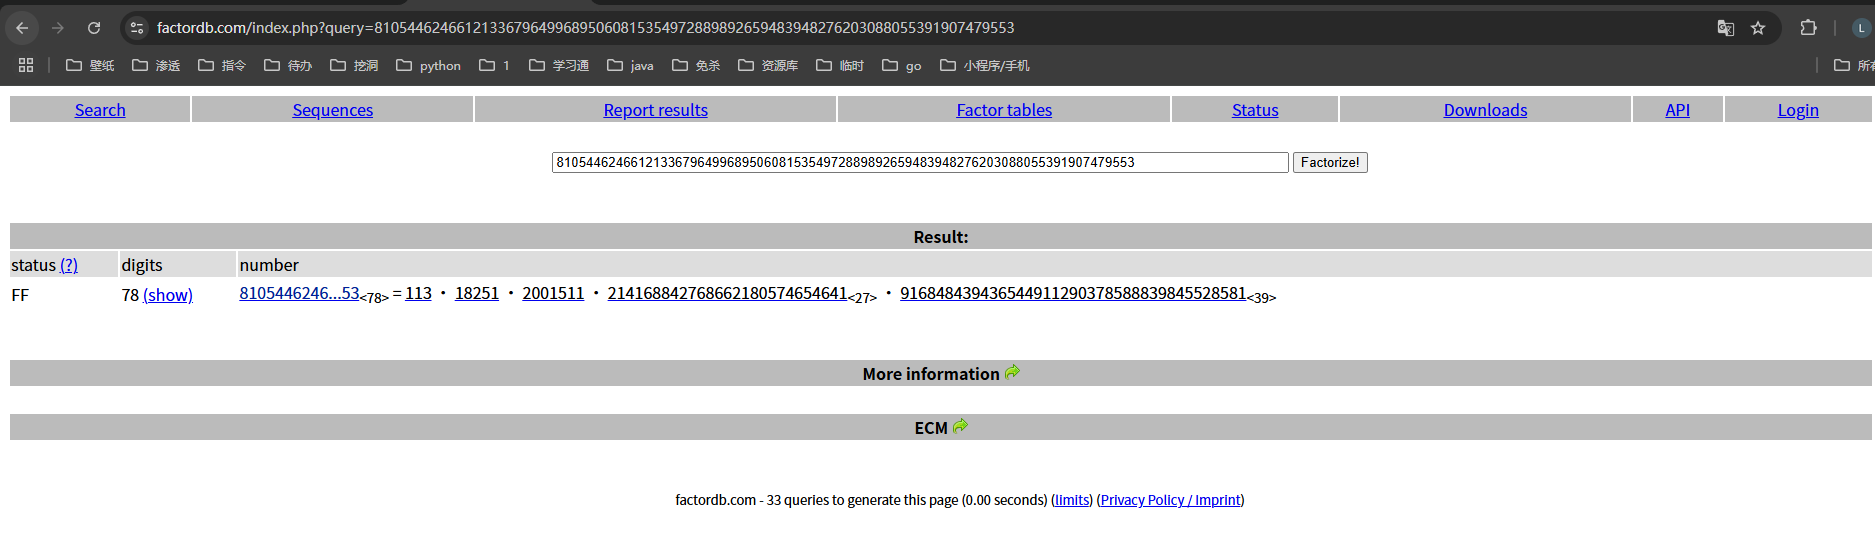 factordb.com/index.php?query=810544624661213367964996895060815354972889892659483948276203088055391907479553
L
壁纸 渗透 指令 待办 挖洞 python 1 学习通 java 免杀 资源库 临时 go 小程序/手机 所有
Search Sequences Report results Factor tables Status Downloads API Login
810544624661213367964996895060815354972889892659483948276203088055391907479553 Factorize!
Result:
status (?) digits number
FF 78 (show) 8105446246...53<78> = 113 · 18251 · 2001511 · 214168842768662180574654641<27> · 916848439436544911290378588839845528581<39>
More information
ECM
factordb.com - 33 queries to generate this page (0.00 seconds) (limits) (Privacy Policy / Imprint)